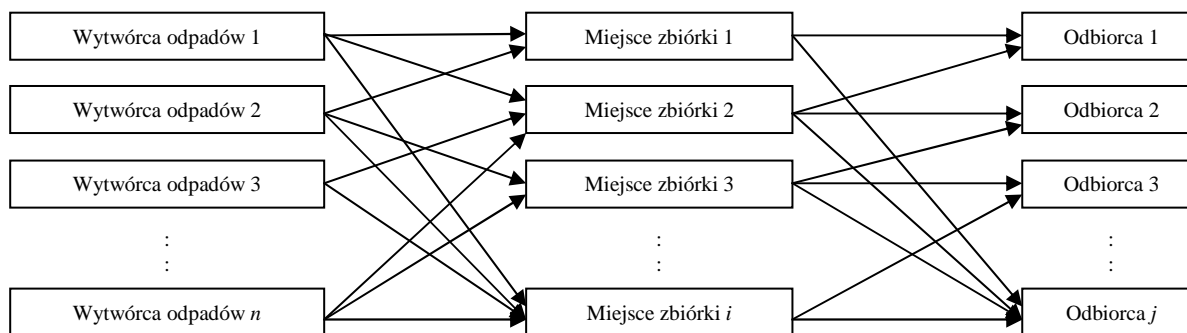 Wytwórca odpadów 1
Miejsce zbiórki 1
Odbiorca 1
Wytwórca odpadów 2
Miejsce zbiórki 2
Odbiorca 2
Wytwórca odpadów 3
Miejsce zbiórki 3
Odbiorca 3
Wytwórca odpadów n
Miejsce zbiórki i
Odbiorca j